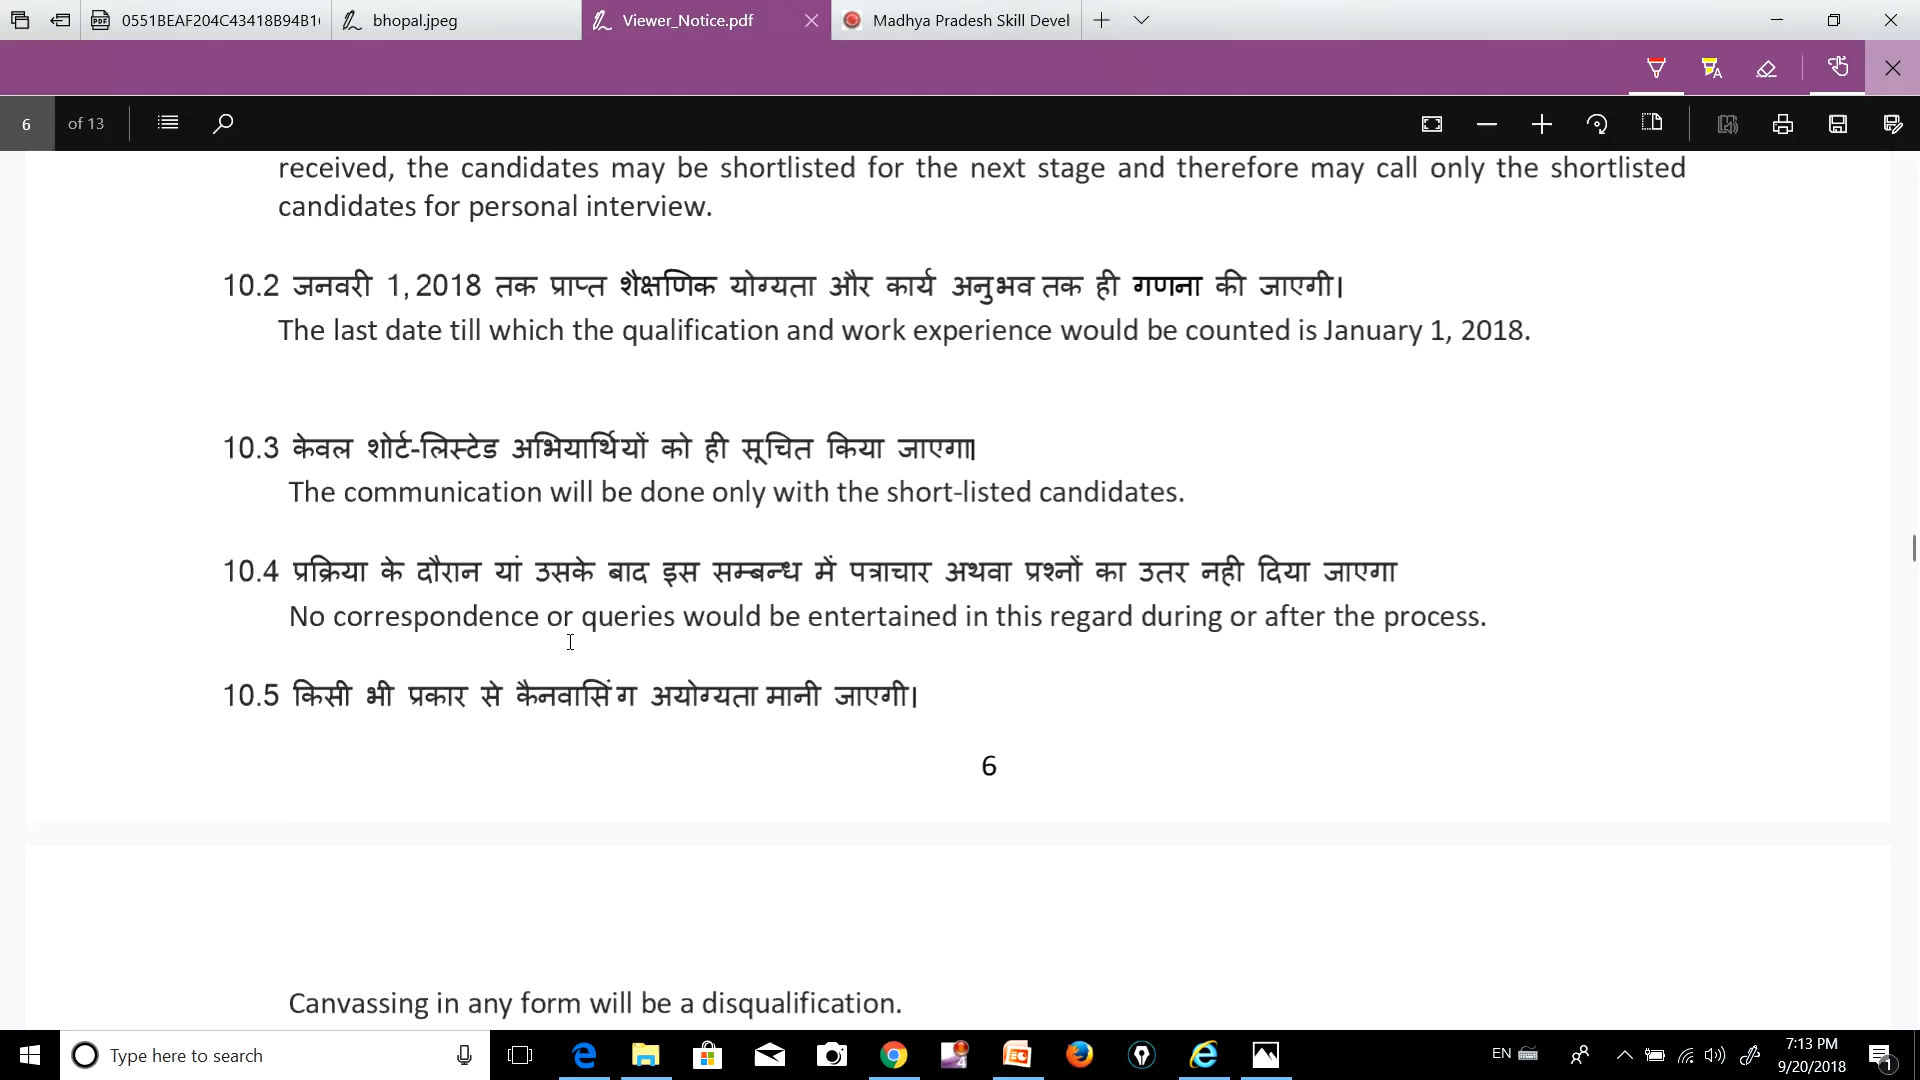 0551BEAF204C43418B94B1
bhopal.jpeg
Viewer_Notice.pdf
Madhya Pradesh Skill Devel
6 of 13
received, the candidates may be shortlisted for the next stage and therefore may call only the shortlisted
candidates for personal interview.
10.2 जनवरी 1, 2018 तक प्राप्त शैक्षणिक योग्यता और कार्य अनुभव तक ही गणना की जाएगी।
The last date till which the qualification and work experience would be counted is January 1, 2018.
10.3 केवल शोर्ट-लिस्टेड अभियार्थियों को ही सूचित किया जाएगा।
The communication will be done only with the short-listed candidates.
10.4 प्रक्रिया के दौरान यां उसके बाद इस सम्बन्ध में पत्राचार अथवा प्रश्नों का उतर नही दिया जाएगा
No correspondence or queries would be entertained in this regard during or after the process.
10.5 किसी भी प्रकार से कैनवासिंग अयोग्यता मानी जाएगी।
6
Canvassing in any form will be a disqualification.
Type here to search
EN
7:13 PM
9/20/2018
1